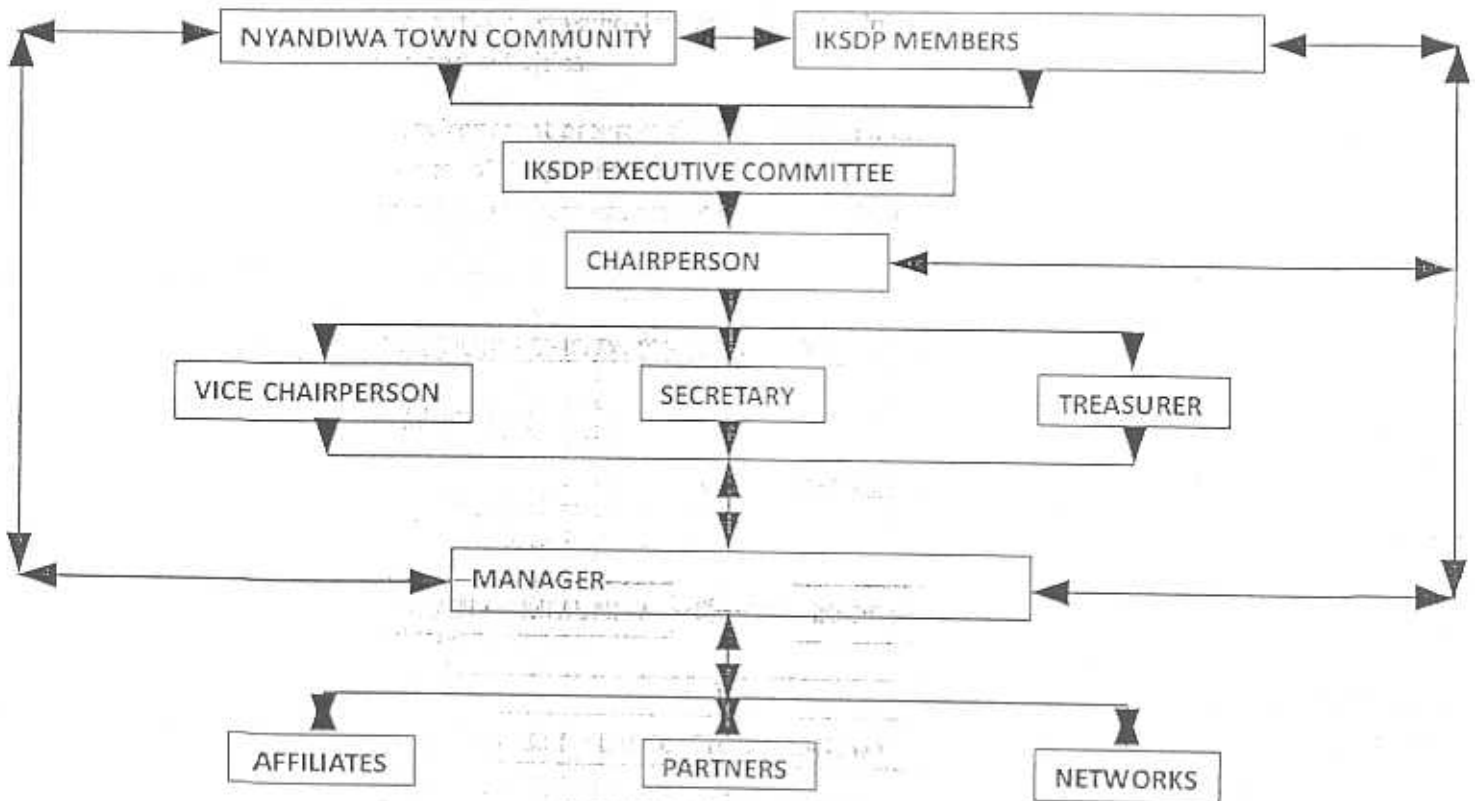 NYANDIWA TOWN COMMUNITY
IKSDP MEMBERS
IKSDP EXECUTIVE COMMITTEE
CHAIRPERSON
VICE CHAIRPERSON
SECRETARY
TREASURER
MANAGER
AFFILIATES
PARTNERS
NETWORKS